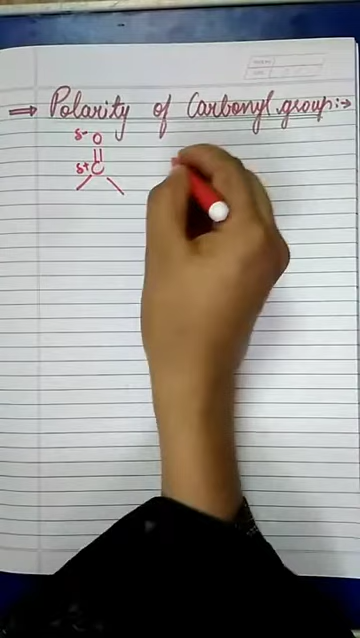 ⇒ Polarity of Carbonyl group:→
δ- O
δ+ C